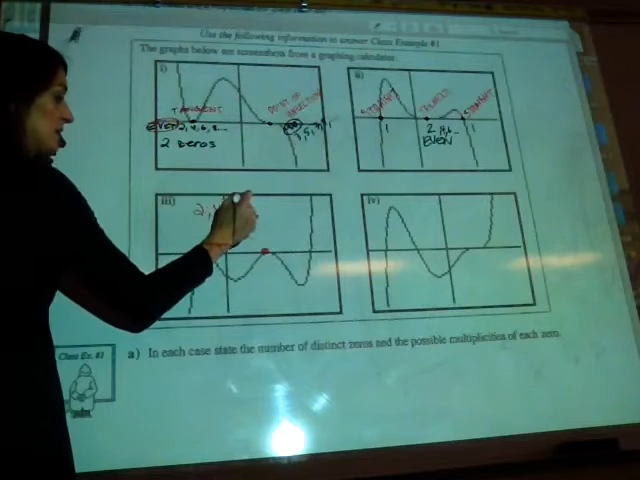 Use the following information to answer Class Example #1
The graphs below are screenshots from a graphing calculator.
i)
TANGENT
POINT OF
INFLECTION
EVEN 2, 4, 6, 8...
2 zeros
ii)
STRAIGHT
TANGENT
STRAIGHT
1
2, 4, 6...
EVEN
1
iii)
2, 4
iv)
Class Ex. #1
a) In each case state the number of distinct zeros and the possible multiplicities of each zero.